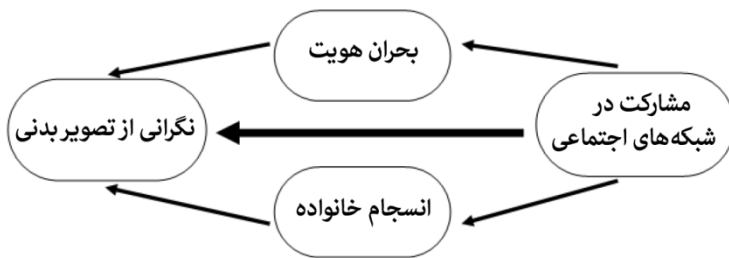 بحران هویت
مشارکت در
شبکه‌های اجتماعی
نگرانی از تصویر بدنی
انسجام خانواده